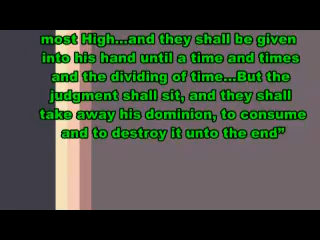 most High...and they shall be given
into his hand until a time and times
and the dividing of time...But the
judgment shall sit, and they shall
take away his dominion, to consume
and to destroy it unto the end”